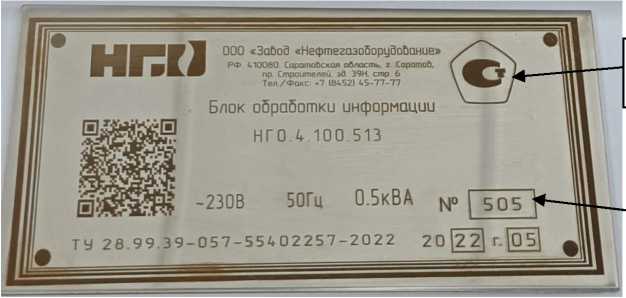 НГО
ООО «Завод «Нефтегазоборудование»
РФ, 410080, Саратовская область, г. Саратов,
пр. Строителей, зд. 39Н, стр. 6
Тел./Факс: +7 (8452) 45-77-77
Блок обработки информации
НГО.4.100.513
~230В 50Гц 0.5кВА № 505
ТУ 28.99.39-057-55402257-2022 20 22 г. 05